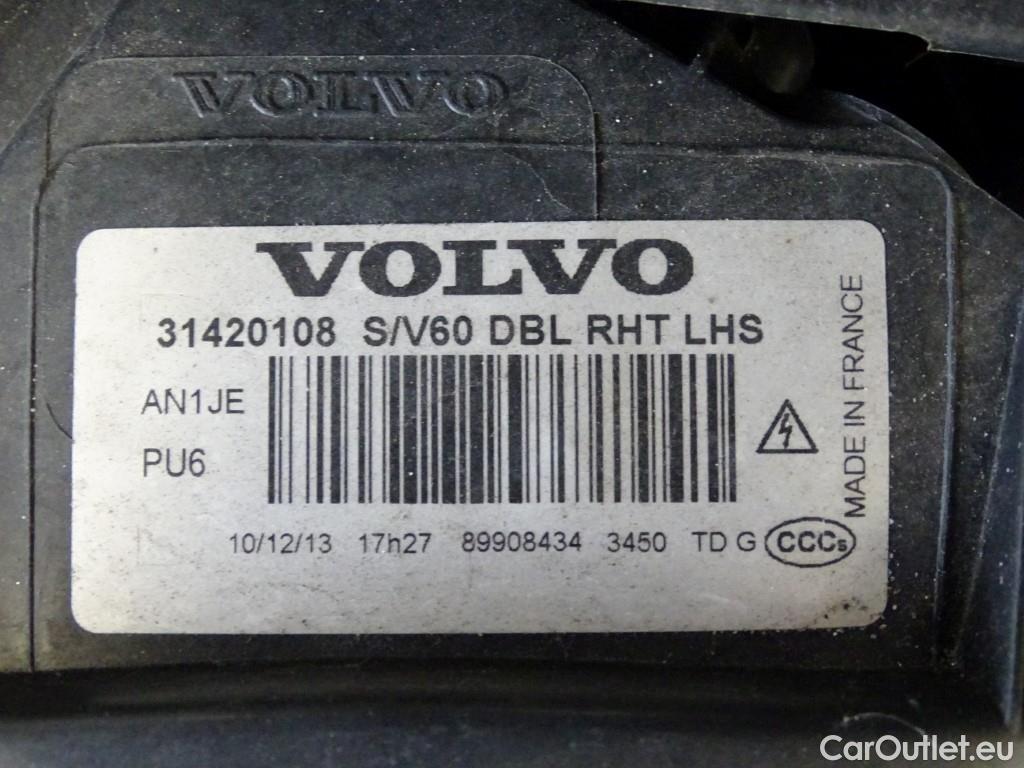 VOLVO
VOLVO
31420108 S/V60 DBL RHT LHS
AN1JE
PU6
MADE IN FRANCE
10/12/13 17h27 89908434 3450 TD G CCCs
CarOutlet.eu